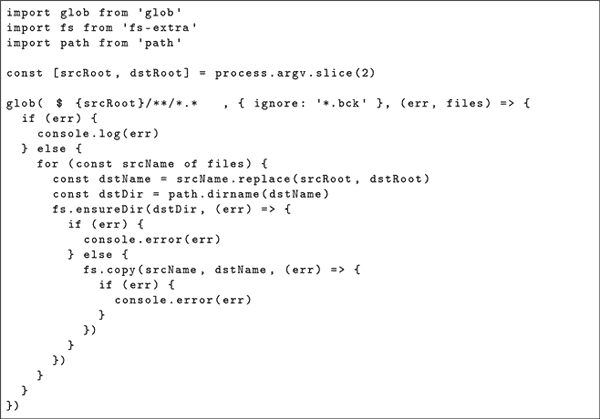 import glob from 'glob'
import fs from 'fs-extra'
import path from 'path'

const [srcRoot, dstRoot] = process.argv.slice(2)

glob( $ {srcRoot}/**/*.* , { ignore: '*.bck' }, (err, files) => {
  if (err) {
    console.log(err)
  } else {
    for (const srcName of files) {
      const dstName = srcName.replace(srcRoot, dstRoot)
      const dstDir = path.dirname(dstName)
      fs.ensureDir(dstDir, (err) => {
        if (err) {
          console.error(err)
        } else {
          fs.copy(srcName, dstName, (err) => {
            if (err) {
              console.error(err)
            }
          })
        }
      })
    }
  }
})